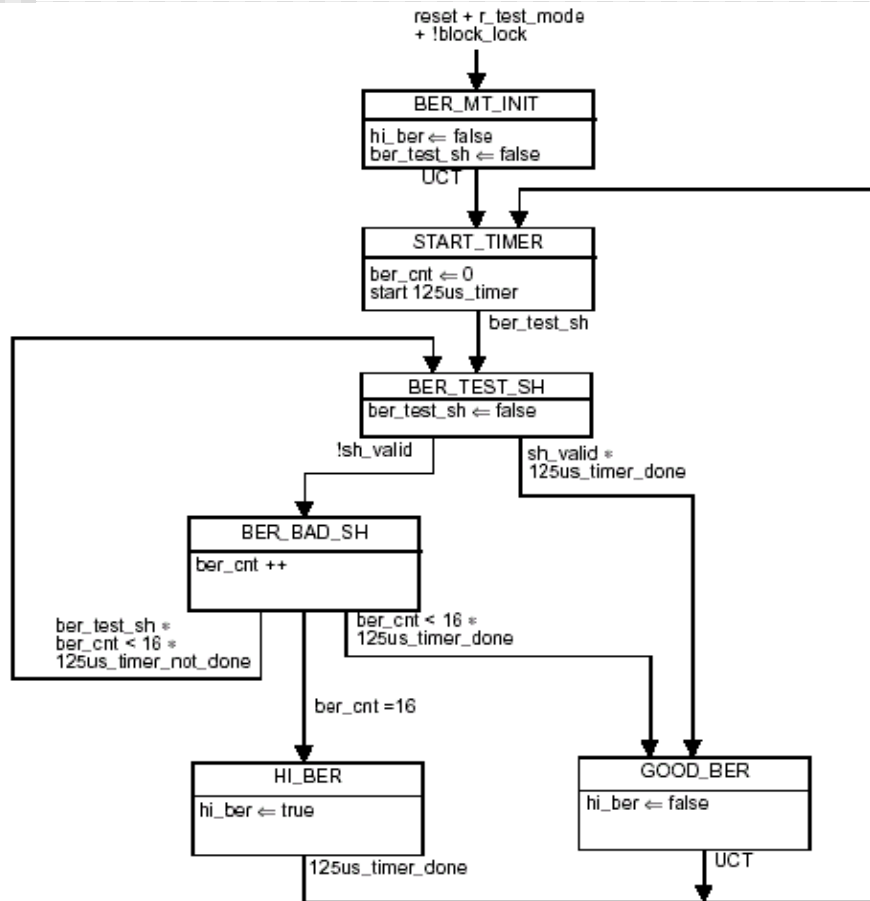 reset + r_test_mode
+ !block_lock
BER_MT_INIT
hi_ber ⇐ false
ber_test_sh ⇐ false
UCT
START_TIMER
ber_cnt ⇐ 0
start 125us_timer
ber_test_sh
BER_TEST_SH
ber_test_sh ⇐ false
!sh_valid
sh_valid *
125us_timer_done
BER_BAD_SH
ber_cnt ++
ber_test_sh *
ber_cnt < 16 *
125us_timer_not_done
ber_cnt < 16 *
125us_timer_done
ber_cnt =16
HI_BER
hi_ber ⇐ true
125us_timer_done
GOOD_BER
hi_ber ⇐ false
UCT